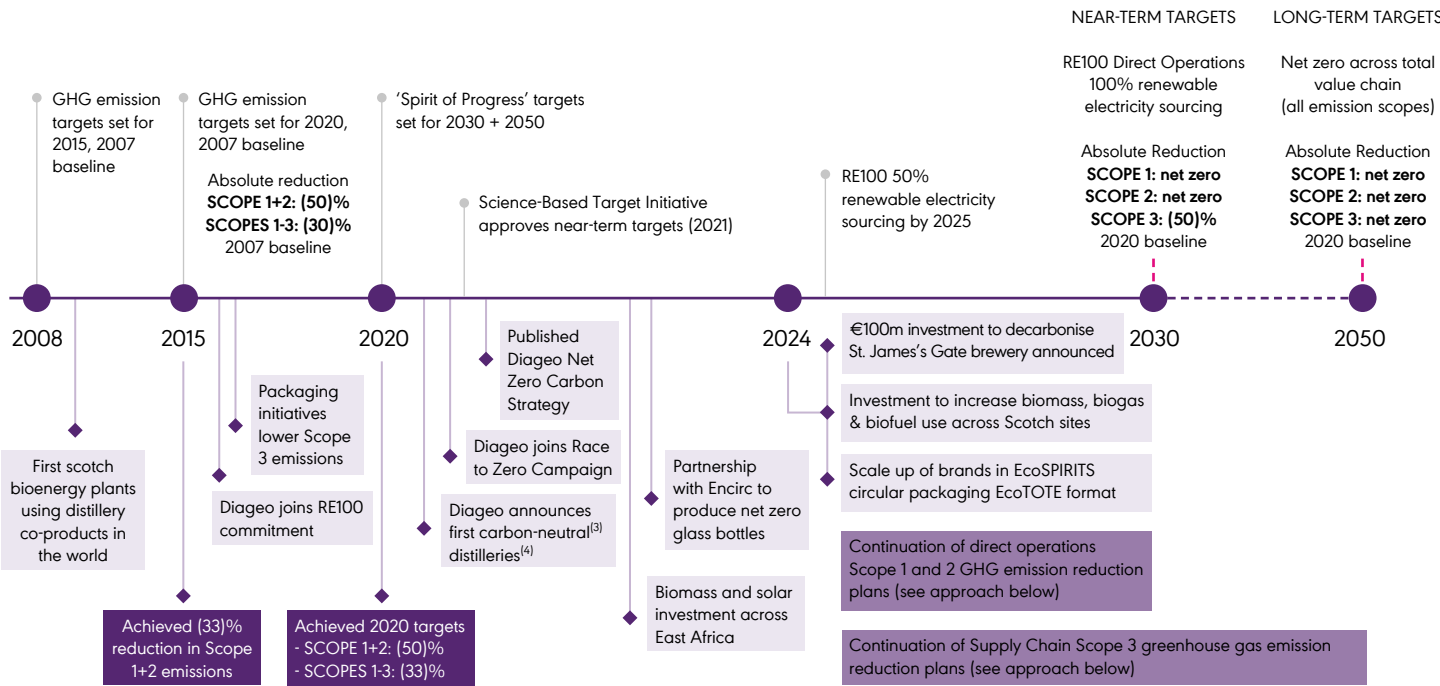 NEAR-TERM TARGETS
RE100 Direct Operations
100% renewable
electricity sourcing
Absolute Reduction
SCOPE 1: net zero
SCOPE 2: net zero
SCOPE 3: (50)%
2020 baseline
LONG-TERM TARGETS
Net zero across total
value chain
(all emission scopes)
Absolute Reduction
SCOPE 1: net zero
SCOPE 2: net zero
SCOPE 3: net zero
2020 baseline
GHG emission
targets set for
2015, 2007
baseline
GHG emission
targets set for 2020,
2007 baseline
Absolute reduction
SCOPE 1+2: (50)%
SCOPES 1-3: (30)%
2007 baseline
'Spirit of Progress' targets
set for 2030 + 2050
Science-Based Target Initiative
approves near-term targets (2021)
RE100 50%
renewable electricity
sourcing by 2025
2008
2015
2020
2024
2030
2050
First scotch
bioenergy plants
using distillery
co-products in
the world
Packaging
initiatives
lower Scope
3 emissions
Diageo joins RE100
commitment
Achieved (33)%
reduction in Scope
1+2 emissions
Achieved 2020 targets
- SCOPE 1+2: (50)%
- SCOPES 1-3: (33)%
Published
Diageo Net
Zero Carbon
Strategy
Diageo joins Race
to Zero Campaign
Diageo announces
first carbon-neutral(3)
distilleries(4)
Partnership
with Encirc to
produce net zero
glass bottles
Biomass and solar
investment across
East Africa
€100m investment to decarbonise
St. James's Gate brewery announced
Investment to increase biomass, biogas
& biofuel use across Scotch sites
Scale up of brands in EcoSPIRITS
circular packaging EcoTOTE format
Continuation of direct operations
Scope 1 and 2 GHG emission reduction
plans (see approach below)
Continuation of Supply Chain Scope 3 greenhouse gas emission
reduction plans (see approach below)